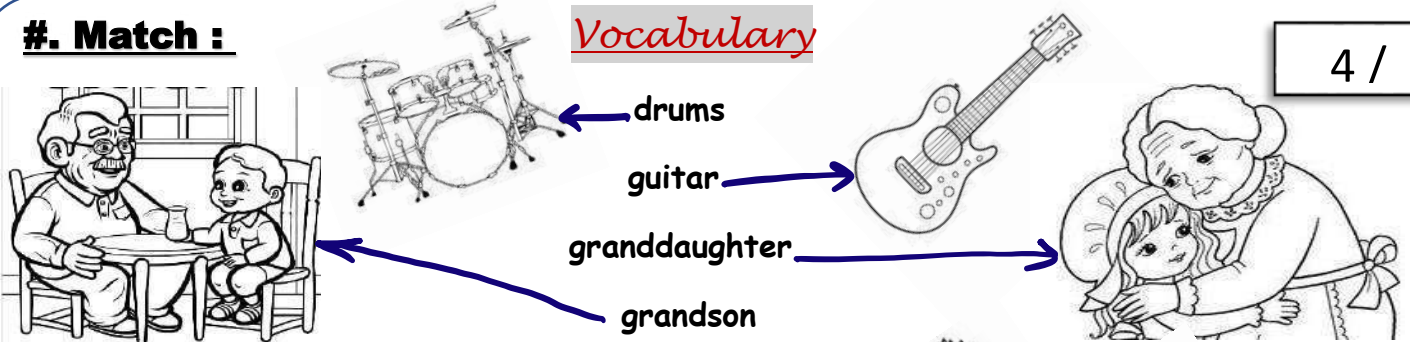 #. Match :
Vocabulary
4 /
drums
guitar
granddaughter
grandson